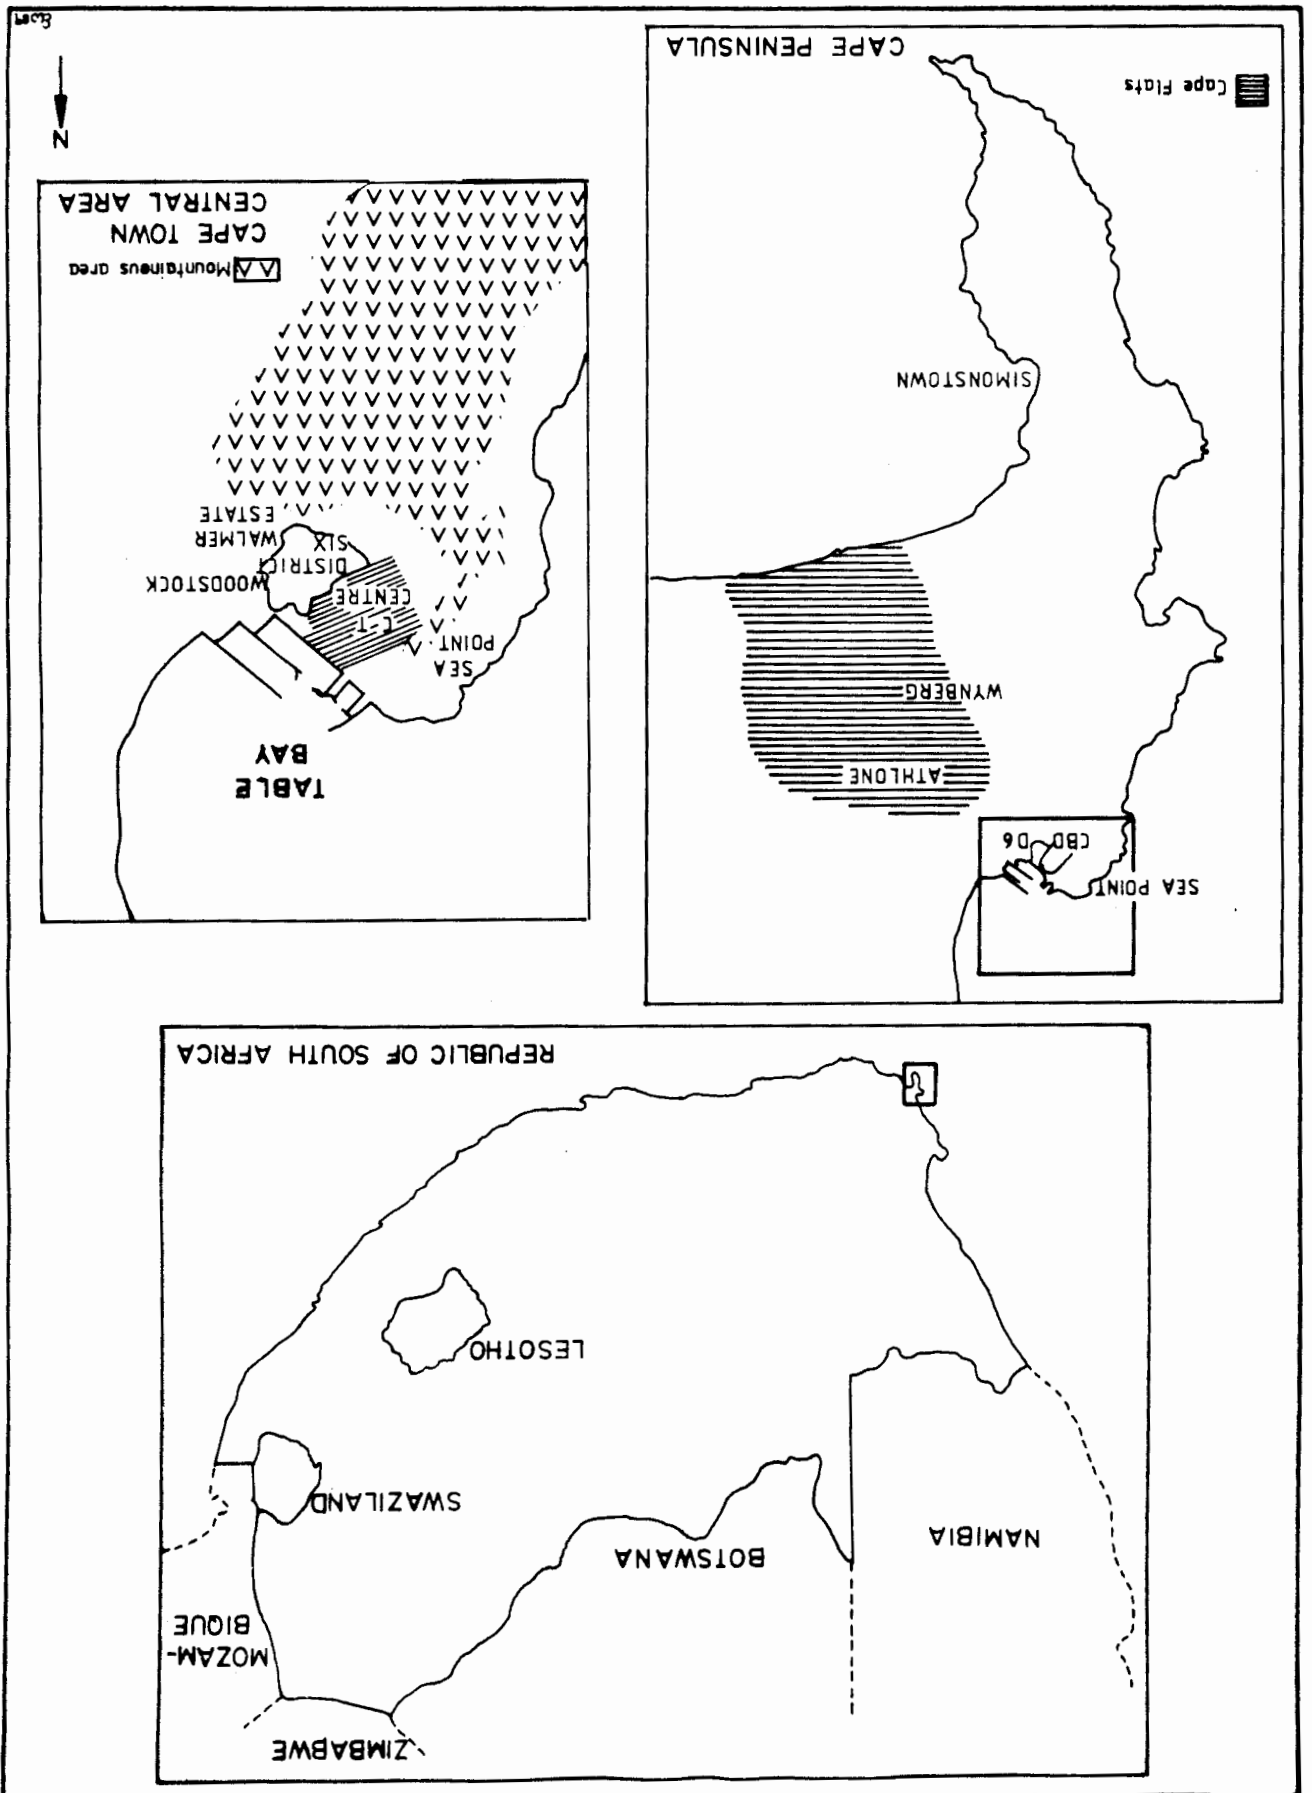 ZIMBABWE
MOZAM-
BIQUE
NAMIBIA
BOTSWANA
SWAZILAND
LESOTHO
REPUBLIC OF SOUTH AFRICA
SEA POINT
CBD
D6
ATHLONE
WYNBERG
SIMONSTOWN
Cape Flats
CAPE PENINSULA
TABLE
BAY
SEA
POINT
C-T
CENTRE
DISTRICT
SIX
WOODSTOCK
WALMER
ESTATE
Mountaineus area
CAPE TOWN
CENTRAL AREA
N